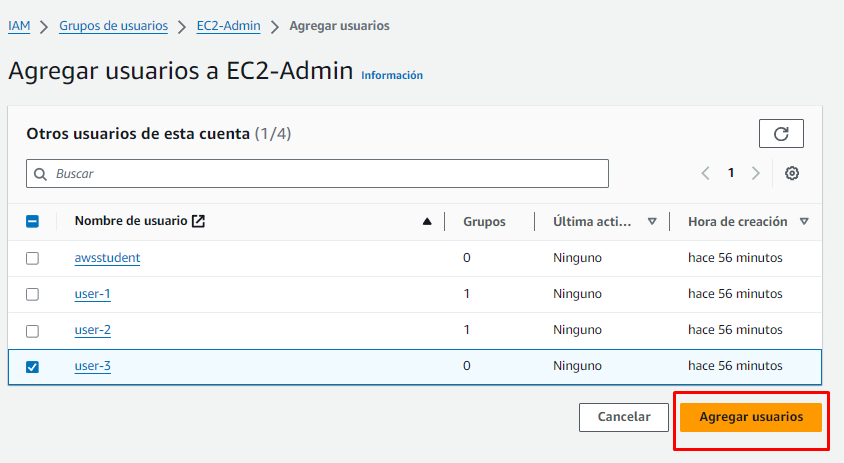 IAM > Grupos de usuarios > EC2-Admin > Agregar usuarios
Agregar usuarios a EC2-Admin Información
Otros usuarios de esta cuenta (1/4)
Buscar
1
Nombre de usuario Grupos Última acti... Hora de creación
awsstudent 0 Ninguno hace 56 minutos
user-1 1 Ninguno hace 56 minutos
user-2 1 Ninguno hace 56 minutos
user-3 0 Ninguno hace 56 minutos
Cancelar Agregar usuarios